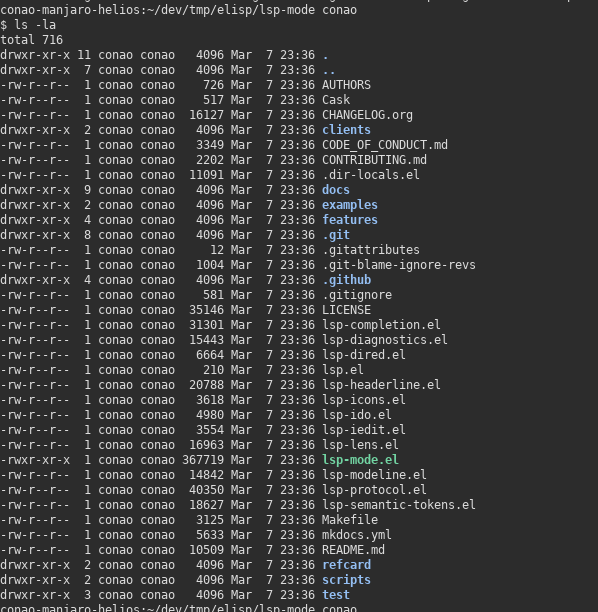 conao-manjaro-helios:~/dev/tmp/elisp/lsp-mode conao
$ ls -la
total 716
drwxr-xr-x 11 conao conao   4096 Mar  7 23:36 .
drwxr-xr-x  7 conao conao   4096 Mar  7 23:36 ..
-rw-r--r--  1 conao conao    726 Mar  7 23:36 AUTHORS
-rw-r--r--  1 conao conao    517 Mar  7 23:36 Cask
-rw-r--r--  1 conao conao  16127 Mar  7 23:36 CHANGELOG.org
drwxr-xr-x  2 conao conao   4096 Mar  7 23:36 clients
-rw-r--r--  1 conao conao   3349 Mar  7 23:36 CODE_OF_CONDUCT.md
-rw-r--r--  1 conao conao   2202 Mar  7 23:36 CONTRIBUTING.md
-rw-r--r--  1 conao conao  11091 Mar  7 23:36 .dir-locals.el
drwxr-xr-x  9 conao conao   4096 Mar  7 23:36 docs
drwxr-xr-x  2 conao conao   4096 Mar  7 23:36 examples
drwxr-xr-x  4 conao conao   4096 Mar  7 23:36 features
drwxr-xr-x  8 conao conao   4096 Mar  7 23:36 .git
-rw-r--r--  1 conao conao     12 Mar  7 23:36 .gitattributes
-rw-r--r--  1 conao conao   1004 Mar  7 23:36 .git-blame-ignore-revs
drwxr-xr-x  4 conao conao   4096 Mar  7 23:36 .github
-rw-r--r--  1 conao conao    581 Mar  7 23:36 .gitignore
-rw-r--r--  1 conao conao  35146 Mar  7 23:36 LICENSE
-rw-r--r--  1 conao conao  31301 Mar  7 23:36 lsp-completion.el
-rw-r--r--  1 conao conao  15443 Mar  7 23:36 lsp-diagnostics.el
-rw-r--r--  1 conao conao   6664 Mar  7 23:36 lsp-dired.el
-rw-r--r--  1 conao conao    210 Mar  7 23:36 lsp.el
-rw-r--r--  1 conao conao  20788 Mar  7 23:36 lsp-headerline.el
-rw-r--r--  1 conao conao   3618 Mar  7 23:36 lsp-icons.el
-rw-r--r--  1 conao conao   4980 Mar  7 23:36 lsp-ido.el
-rw-r--r--  1 conao conao   3554 Mar  7 23:36 lsp-iedit.el
-rw-r--r--  1 conao conao  16963 Mar  7 23:36 lsp-lens.el
-rwxr-xr-x  1 conao conao 367719 Mar  7 23:36 lsp-mode.el
-rw-r--r--  1 conao conao  14842 Mar  7 23:36 lsp-modeline.el
-rw-r--r--  1 conao conao  40350 Mar  7 23:36 lsp-protocol.el
-rw-r--r--  1 conao conao  18627 Mar  7 23:36 lsp-semantic-tokens.el
-rw-r--r--  1 conao conao   3125 Mar  7 23:36 Makefile
-rw-r--r--  1 conao conao   5633 Mar  7 23:36 mkdocs.yml
-rw-r--r--  1 conao conao  10509 Mar  7 23:36 README.md
drwxr-xr-x  2 conao conao   4096 Mar  7 23:36 refcard
drwxr-xr-x  2 conao conao   4096 Mar  7 23:36 scripts
drwxr-xr-x  3 conao conao   4096 Mar  7 23:36 test
conao-manjaro-helios:~/dev/tmp/elisp/lsp-mode conao